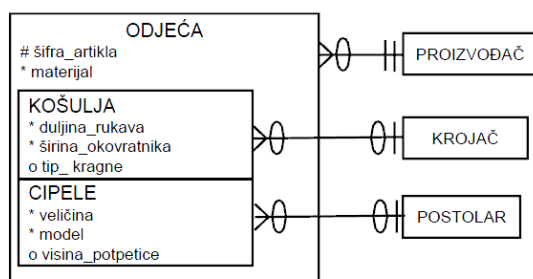 ODJEĆA
# šifra_artikla
* materijal
KOŠULJA
* duljina_rukava
* širina_okovratnika
o tip_ kragne
CIPELE
* veličina
* model
o visina_potpetice
PROIZVOĐAČ
KROJAČ
POSTOLAR